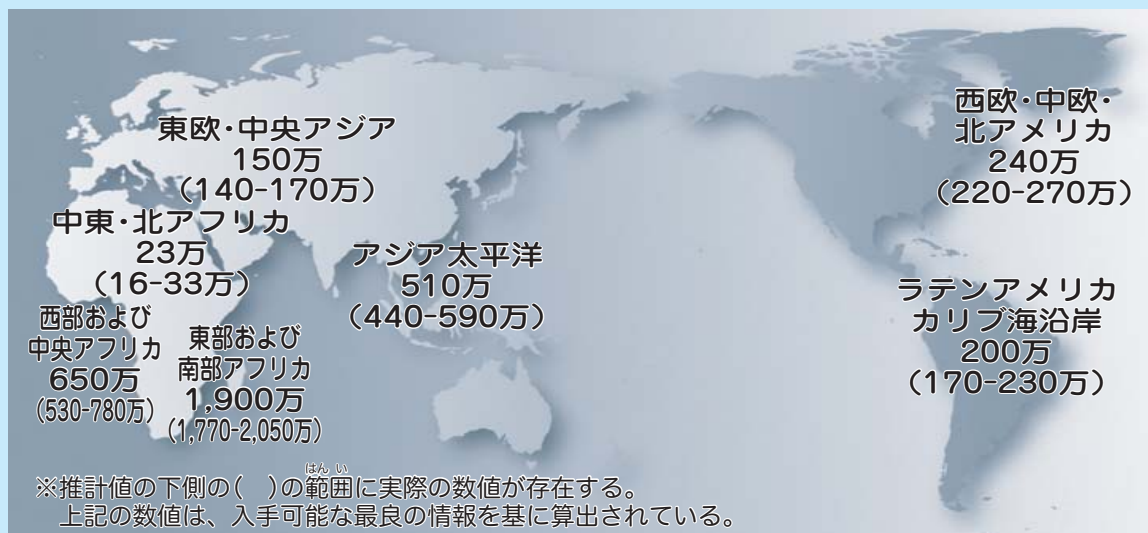 東欧・中央アジア
150万
(140-170万)
中東・北アフリカ
23万
(16-33万)
西部および
中央アフリカ
650万
(530-780万)
東部および
南部アフリカ
1,900万
(1,770-2,050万)
アジア太平洋
510万
(440-590万)
西欧・中欧・
北アメリカ
240万
(220-270万)
ラテンアメリカ
カリブ海沿岸
200万
(170-230万)
はん い
※推計値の下側の(　)の範囲に実際の数値が存在する。
上記の数値は、入手可能な最良の情報を基に算出されている。